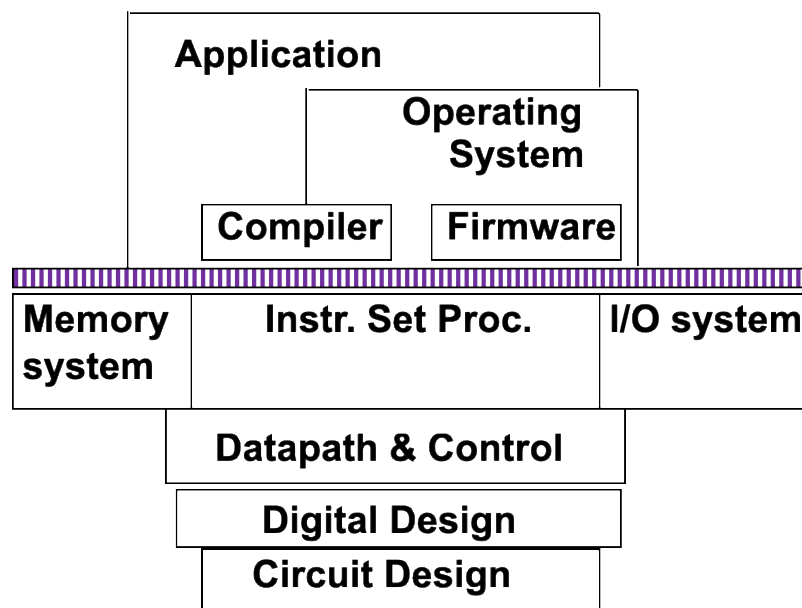 Application
Operating
System
Compiler
Firmware
Memory
system
Instr. Set Proc.
I/O system
Datapath & Control
Digital Design
Circuit Design